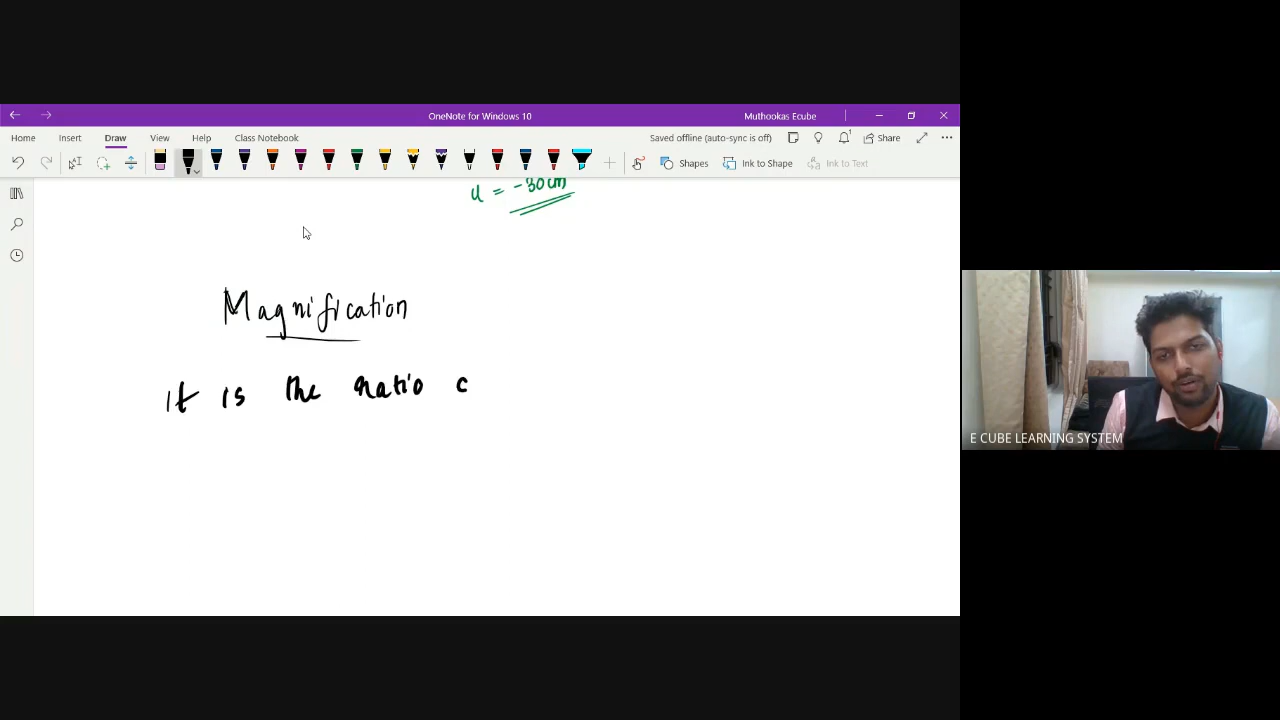 OneNote for Windows 10
Muthookas Ecube
Home Insert Draw View Help Class Notebook
Saved offline (auto-sync is off)
Share
Shapes
Ink to Shape
Ink to Text
u = -30cm
Magnification
it is the ratio c
E CUBE LEARNING SYSTEM